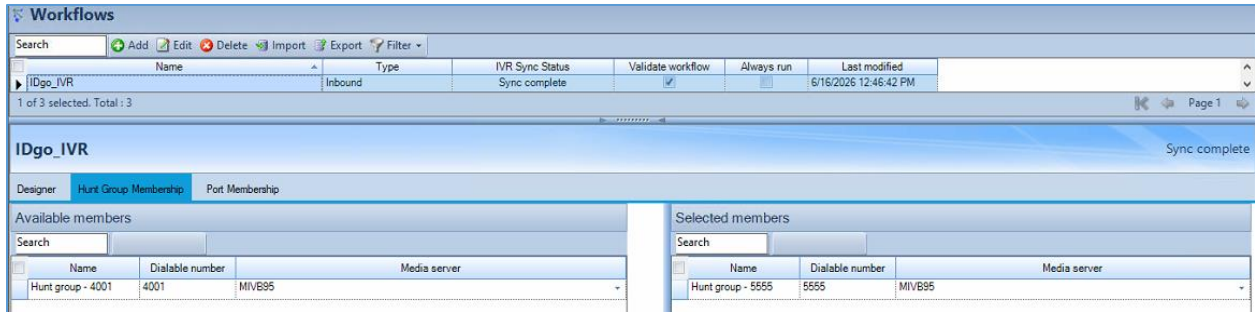 Workflows
Search Add Edit Delete Import Export Filter
Name Type IVR Sync Status Validate workflow Always run Last modified
IDgo_IVR Inbound Sync complete 6/16/2026 12:46:42 PM
1 of 3 selected. Total : 3 Page 1
IDgo_IVR Sync complete
Designer Hunt Group Membership Port Membership
Available members Selected members
Search Search
Name Dialable number Media server Name Dialable number Media server
Hunt group - 4001 4001 MIVB95 Hunt group - 5555 5555 MIVB95